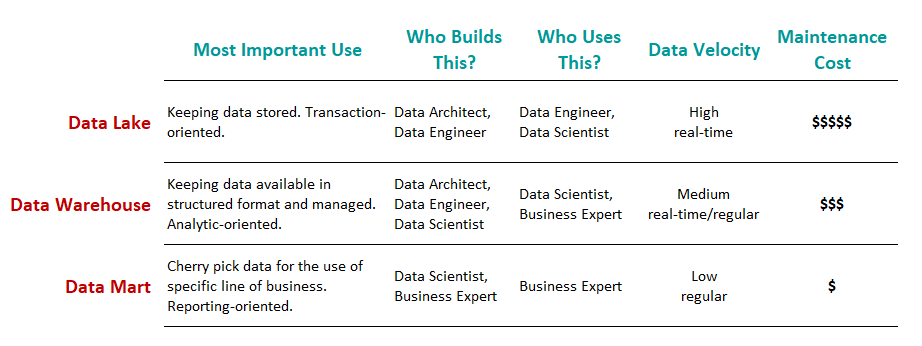 Most Important Use
Who Builds
This?
Who Uses
This?
Data Velocity
Maintenance
Cost
Data Lake
Keeping data stored. Transaction-
oriented.
Data Architect,
Data Engineer
Data Engineer,
Data Scientist
High
real-time
$$$$$
Data Warehouse
Keeping data available in
structured format and managed.
Analytic-oriented.
Data Architect,
Data Engineer,
Data Scientist
Data Scientist,
Business Expert
Medium
real-time/regular
$$$
Data Mart
Cherry pick data for the use of
specific line of business.
Reporting-oriented.
Data Scientist,
Business Expert
Business Expert
Low
regular
$